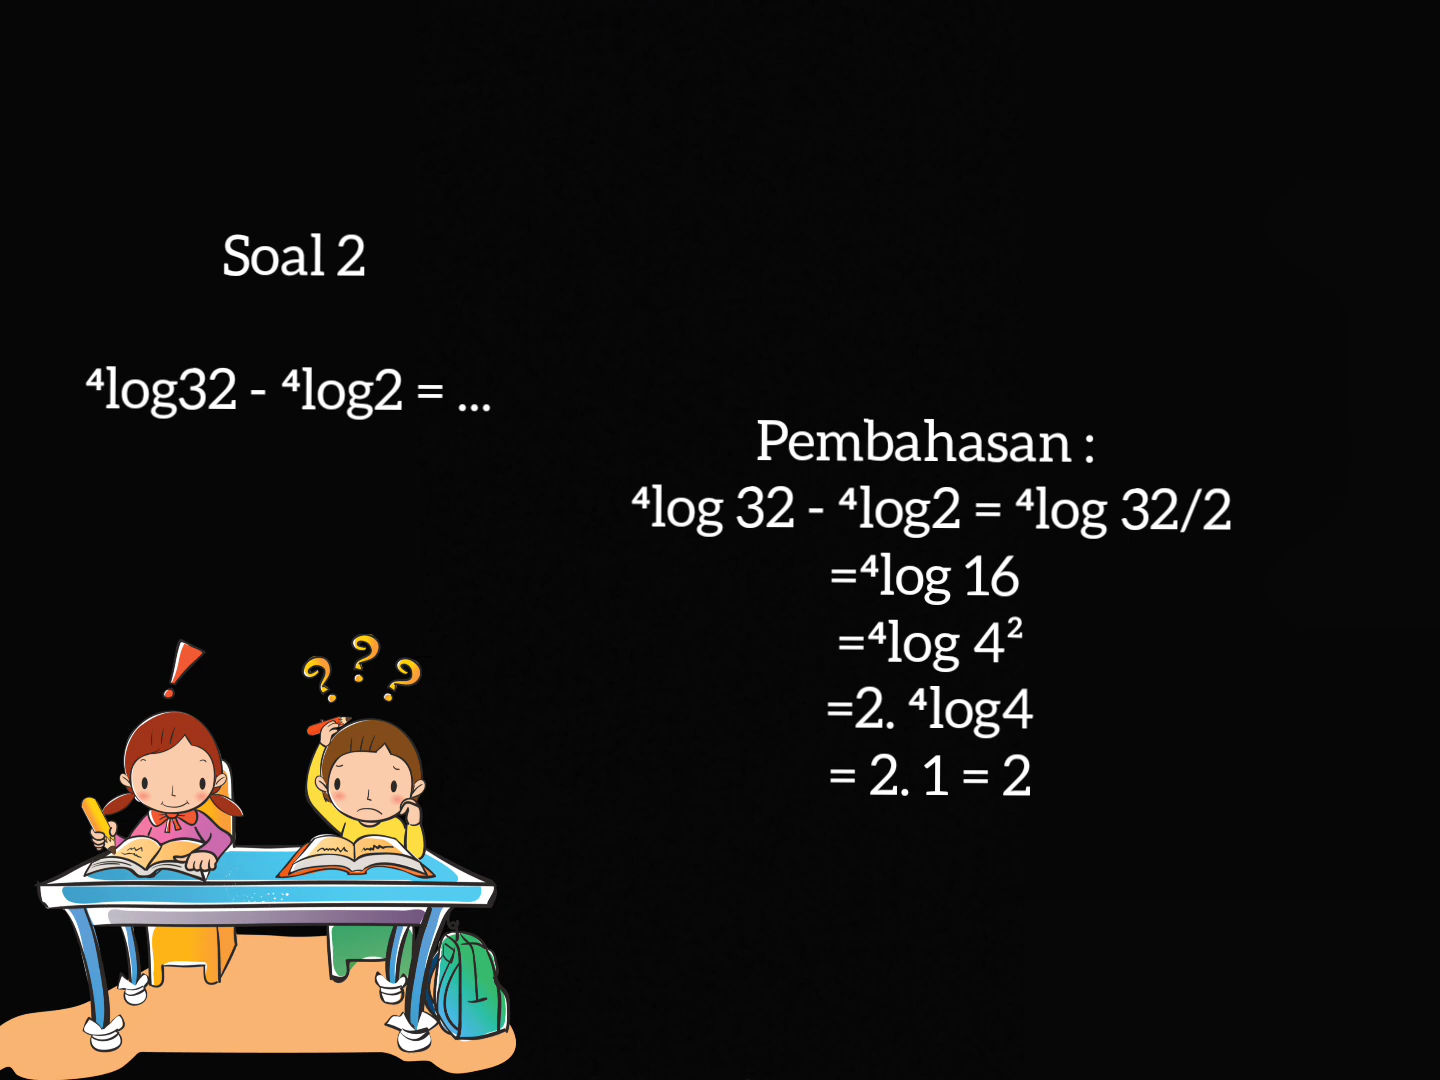 Soal 2
⁴log32 - ⁴log2 = ...
Pembahasan :
⁴log 32 - ⁴log2 = ⁴log 32/2
=⁴log 16
=⁴log 4²
=2. ⁴log4
= 2. 1 = 2
! ? ? ?